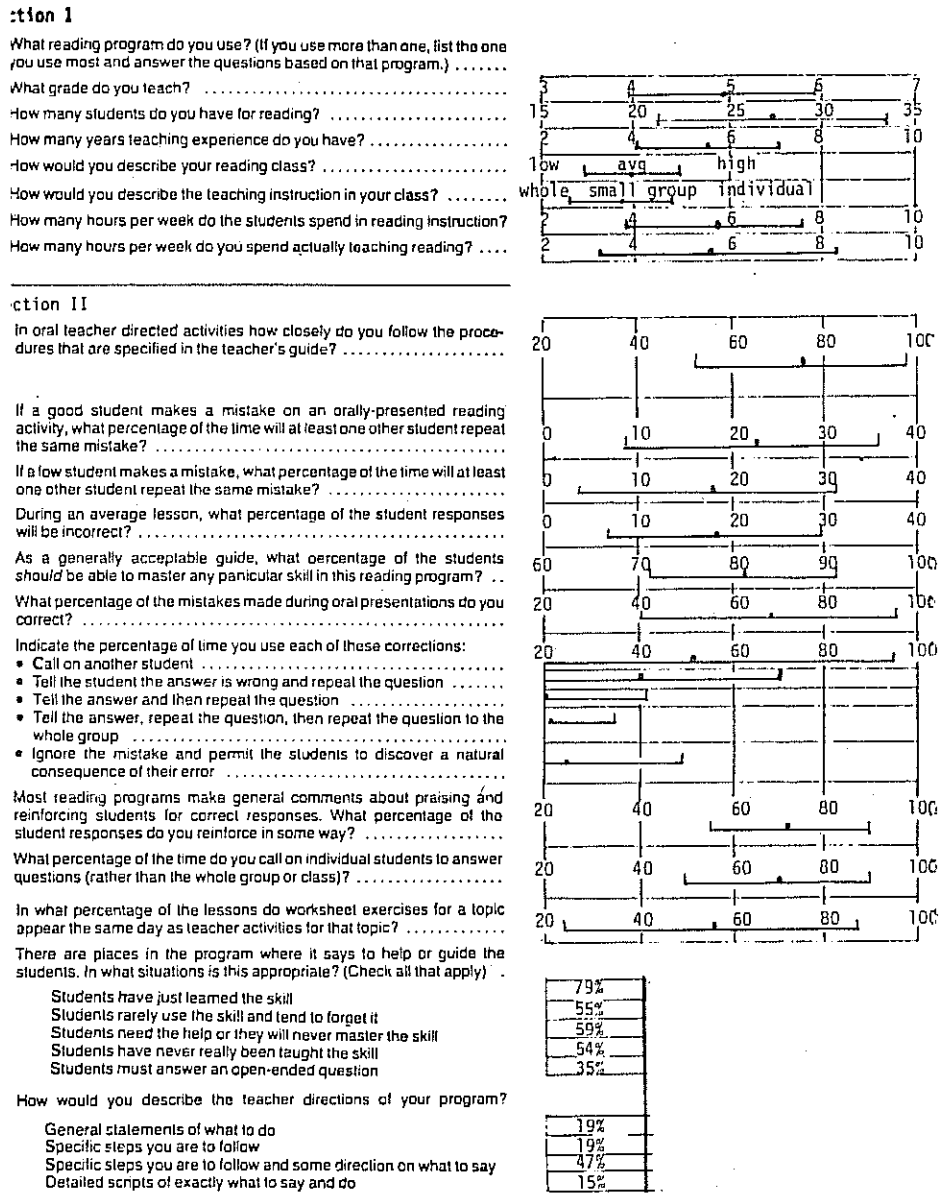 ction 1
What reading program do you use? (If you use more than one, list the one
you use most and answer the questions based on that program.) .......
What grade do you teach? ....................................
3 4 5 6 7
How many students do you have for reading? .....................
15 20 25 30 35
How many years teaching experience do you have? ...............
2 4 6 8 10
How would you describe your reading class? .......................
low avg high
How would you describe the teaching instruction in your class? ........
whole small group individual
How many hours per week do the students spend in reading instruction?
2 4 6 8 10
How many hours per week do you spend actually teaching reading? ....
2 4 6 8 10
ction II
In oral teacher directed activities how closely do you follow the proce-
dures that are specified in the teacher's guide? .....................
20 40 60 80 100
If a good student makes a mistake on an orally-presented reading
activity, what percentage of the time will at least one other student repeat
the same mistake? ..............................................
0 10 20 30 40
If a low student makes a mistake, what percentage of the time will at least
one other student repeat the same mistake? .......................
0 10 20 30 40
During an average lesson, what percentage of the student responses
will be incorrect? ...............................................
0 10 20 30 40
As a generally acceptable guide, what percentage of the students
should be able to master any particular skill in this reading program? ..
60 70 80 90 100
What percentage of the mistakes made during oral presentations do you
correct? .....................................................
20 40 60 80 100
Indicate the percentage of time you use each of these corrections:
20 40 60 80 100
• Call on another student .......................................
• Tell the student the answer is wrong and repeat the question .......
• Tell the answer and then repeat the question ....................
• Tell the answer, repeat the question, then repeat the question to the
whole group ................................................
• Ignore the mistake and permit the students to discover a natural
consequence of their error ....................................
Most reading programs make general comments about praising and
reinforcing students for correct responses. What percentage of the
student responses do you reinforce in some way? .................
20 40 60 80 100
What percentage of the time do you call on individual students to answer
questions (rather than the whole group or class)? ..................
20 40 60 80 100
In what percentage of the lessons do worksheet exercises for a topic
appear the same day as teacher activities for that topic? ............
20 40 60 80 100
There are places in the program where it says to help or guide the
students. In what situations is this appropriate? (Check all that apply) .
Students have just learned the skill 79%
Students rarely use the skill and tend to forget it 55%
Students need the help or they will never master the skill 59%
Students have never really been taught the skill 54%
Students must answer an open-ended question 35%
How would you describe the teacher directions of your program?
General statements of what to do 19%
Specific steps you are to follow 19%
Specific steps you are to follow and some direction on what to say 47%
Detailed scripts of exactly what to say and do 15%